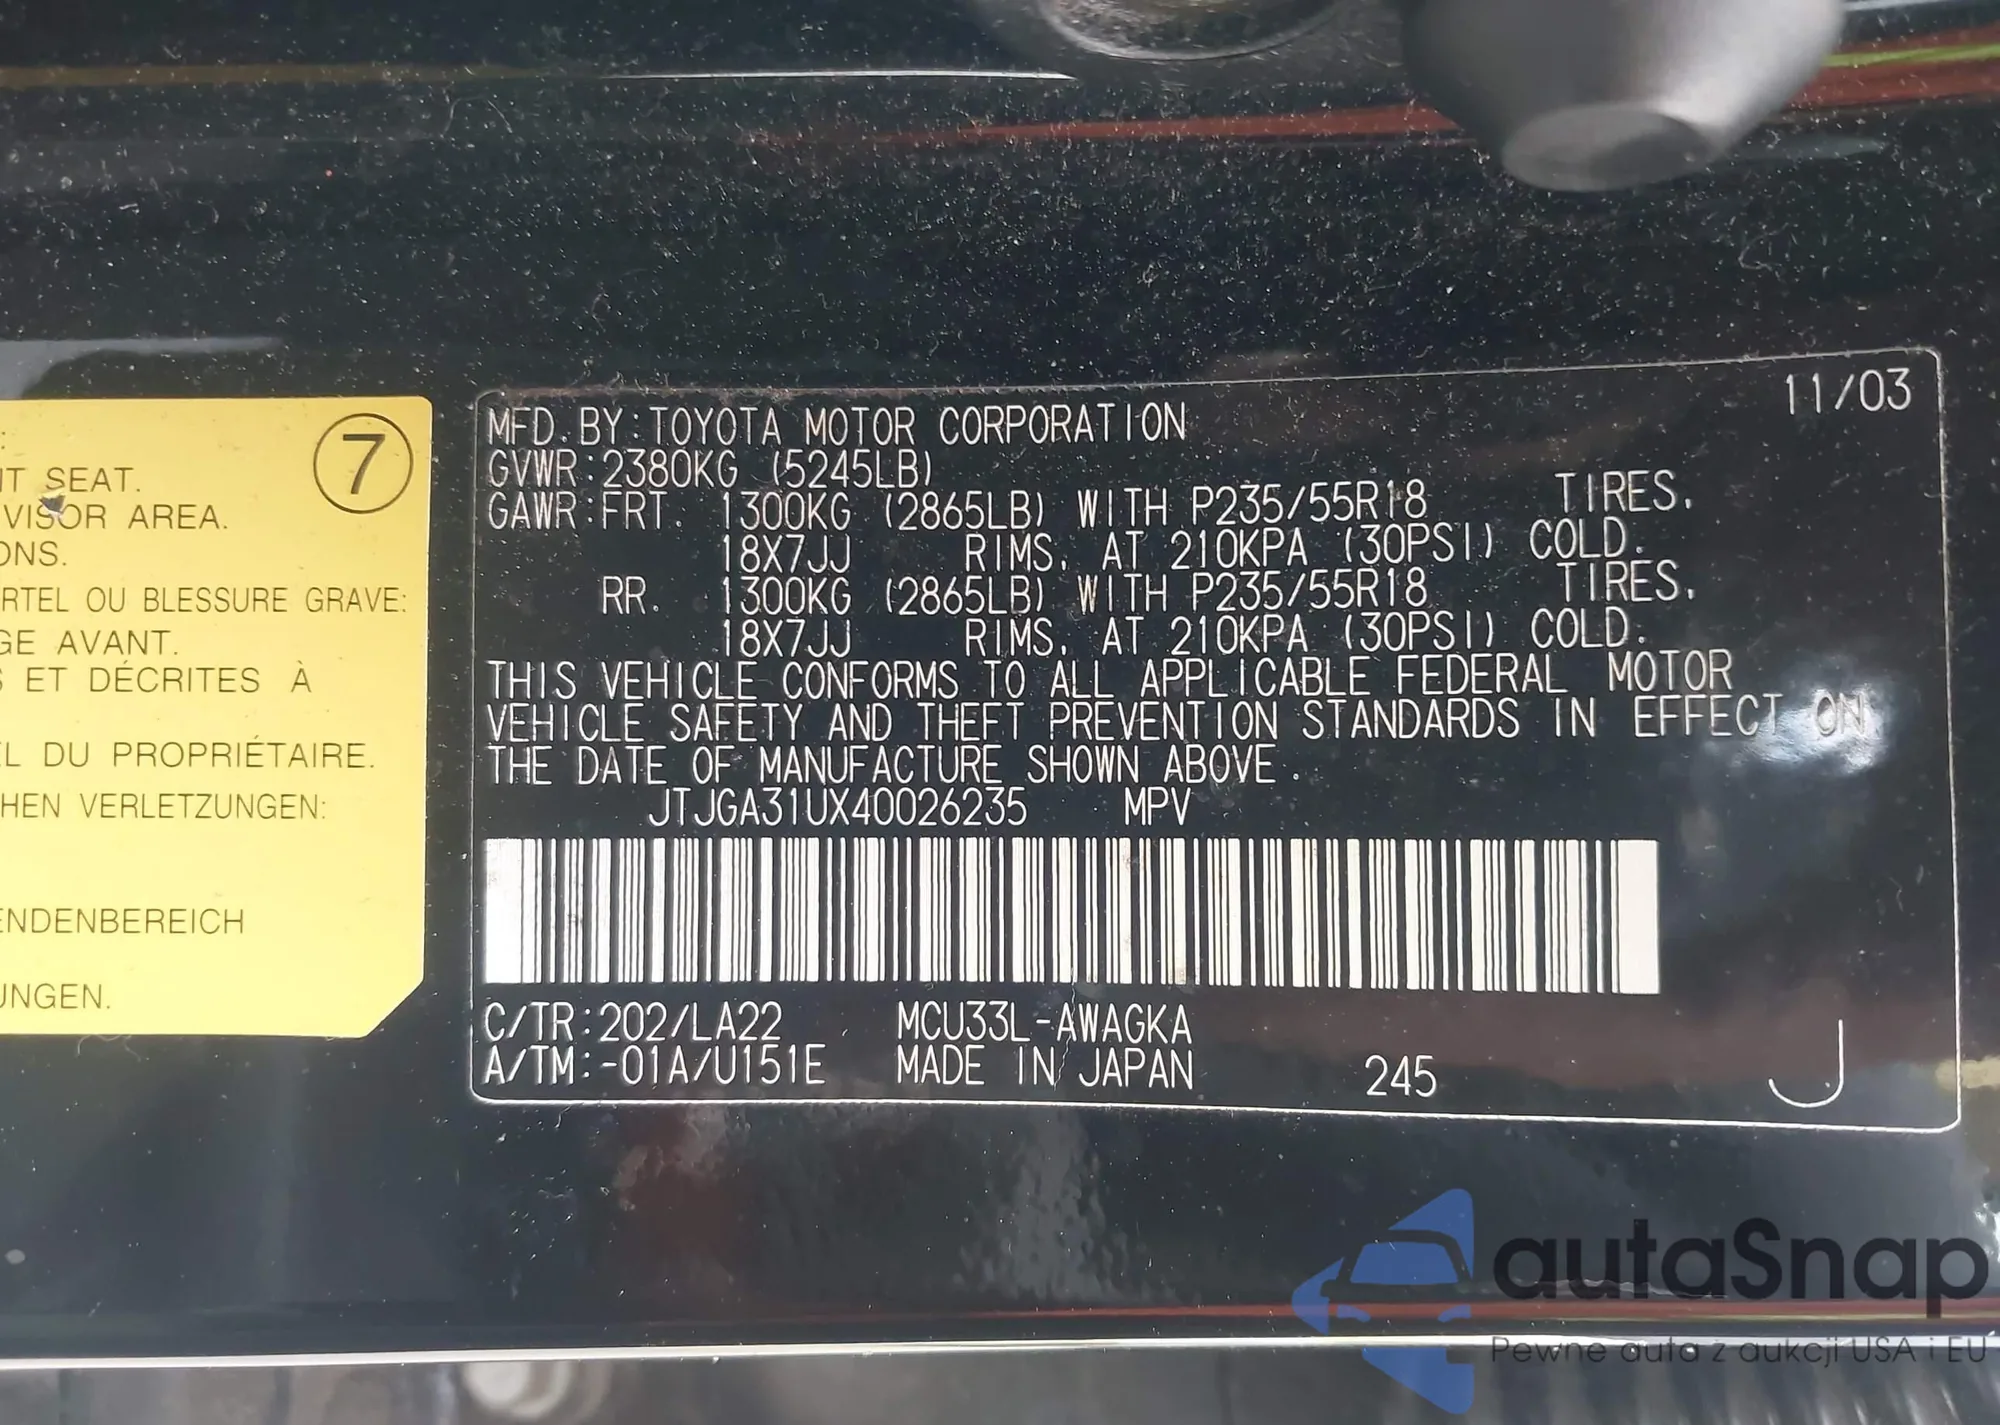 7
T SEAT.
VISOR AREA.
ONS.
RTEL OU BLESSURE GRAVE:
GE AVANT.
S ET DÉCRITES À
EL DU PROPRIÉTAIRE.
CHEN VERLETZUNGEN:
ENDENBEREICH
UNGEN.
11/03
MFD.BY:TOYOTA MOTOR CORPORATION
GVWR:2380KG (5245LB)
GAWR:FRT. 1300KG (2865LB) WITH P235/55R18 TIRES.
18X7JJ RIMS. AT 210KPA (30PSI) COLD.
RR. 1300KG (2865LB) WITH P235/55R18 TIRES.
18X7JJ RIMS. AT 210KPA (30PSI) COLD.
THIS VEHICLE CONFORMS TO ALL APPLICABLE FEDERAL MOTOR
VEHICLE SAFETY AND THEFT PREVENTION STANDARDS IN EFFECT ON
THE DATE OF MANUFACTURE SHOWN ABOVE.
JTJGA31UX40026235 MPV
C/TR:202/LA22 MCU33L-AWAGKA
A/TM:-01A/U151E MADE IN JAPAN 245 J
autaSnap
Pewne auta z aukcji USA i EU